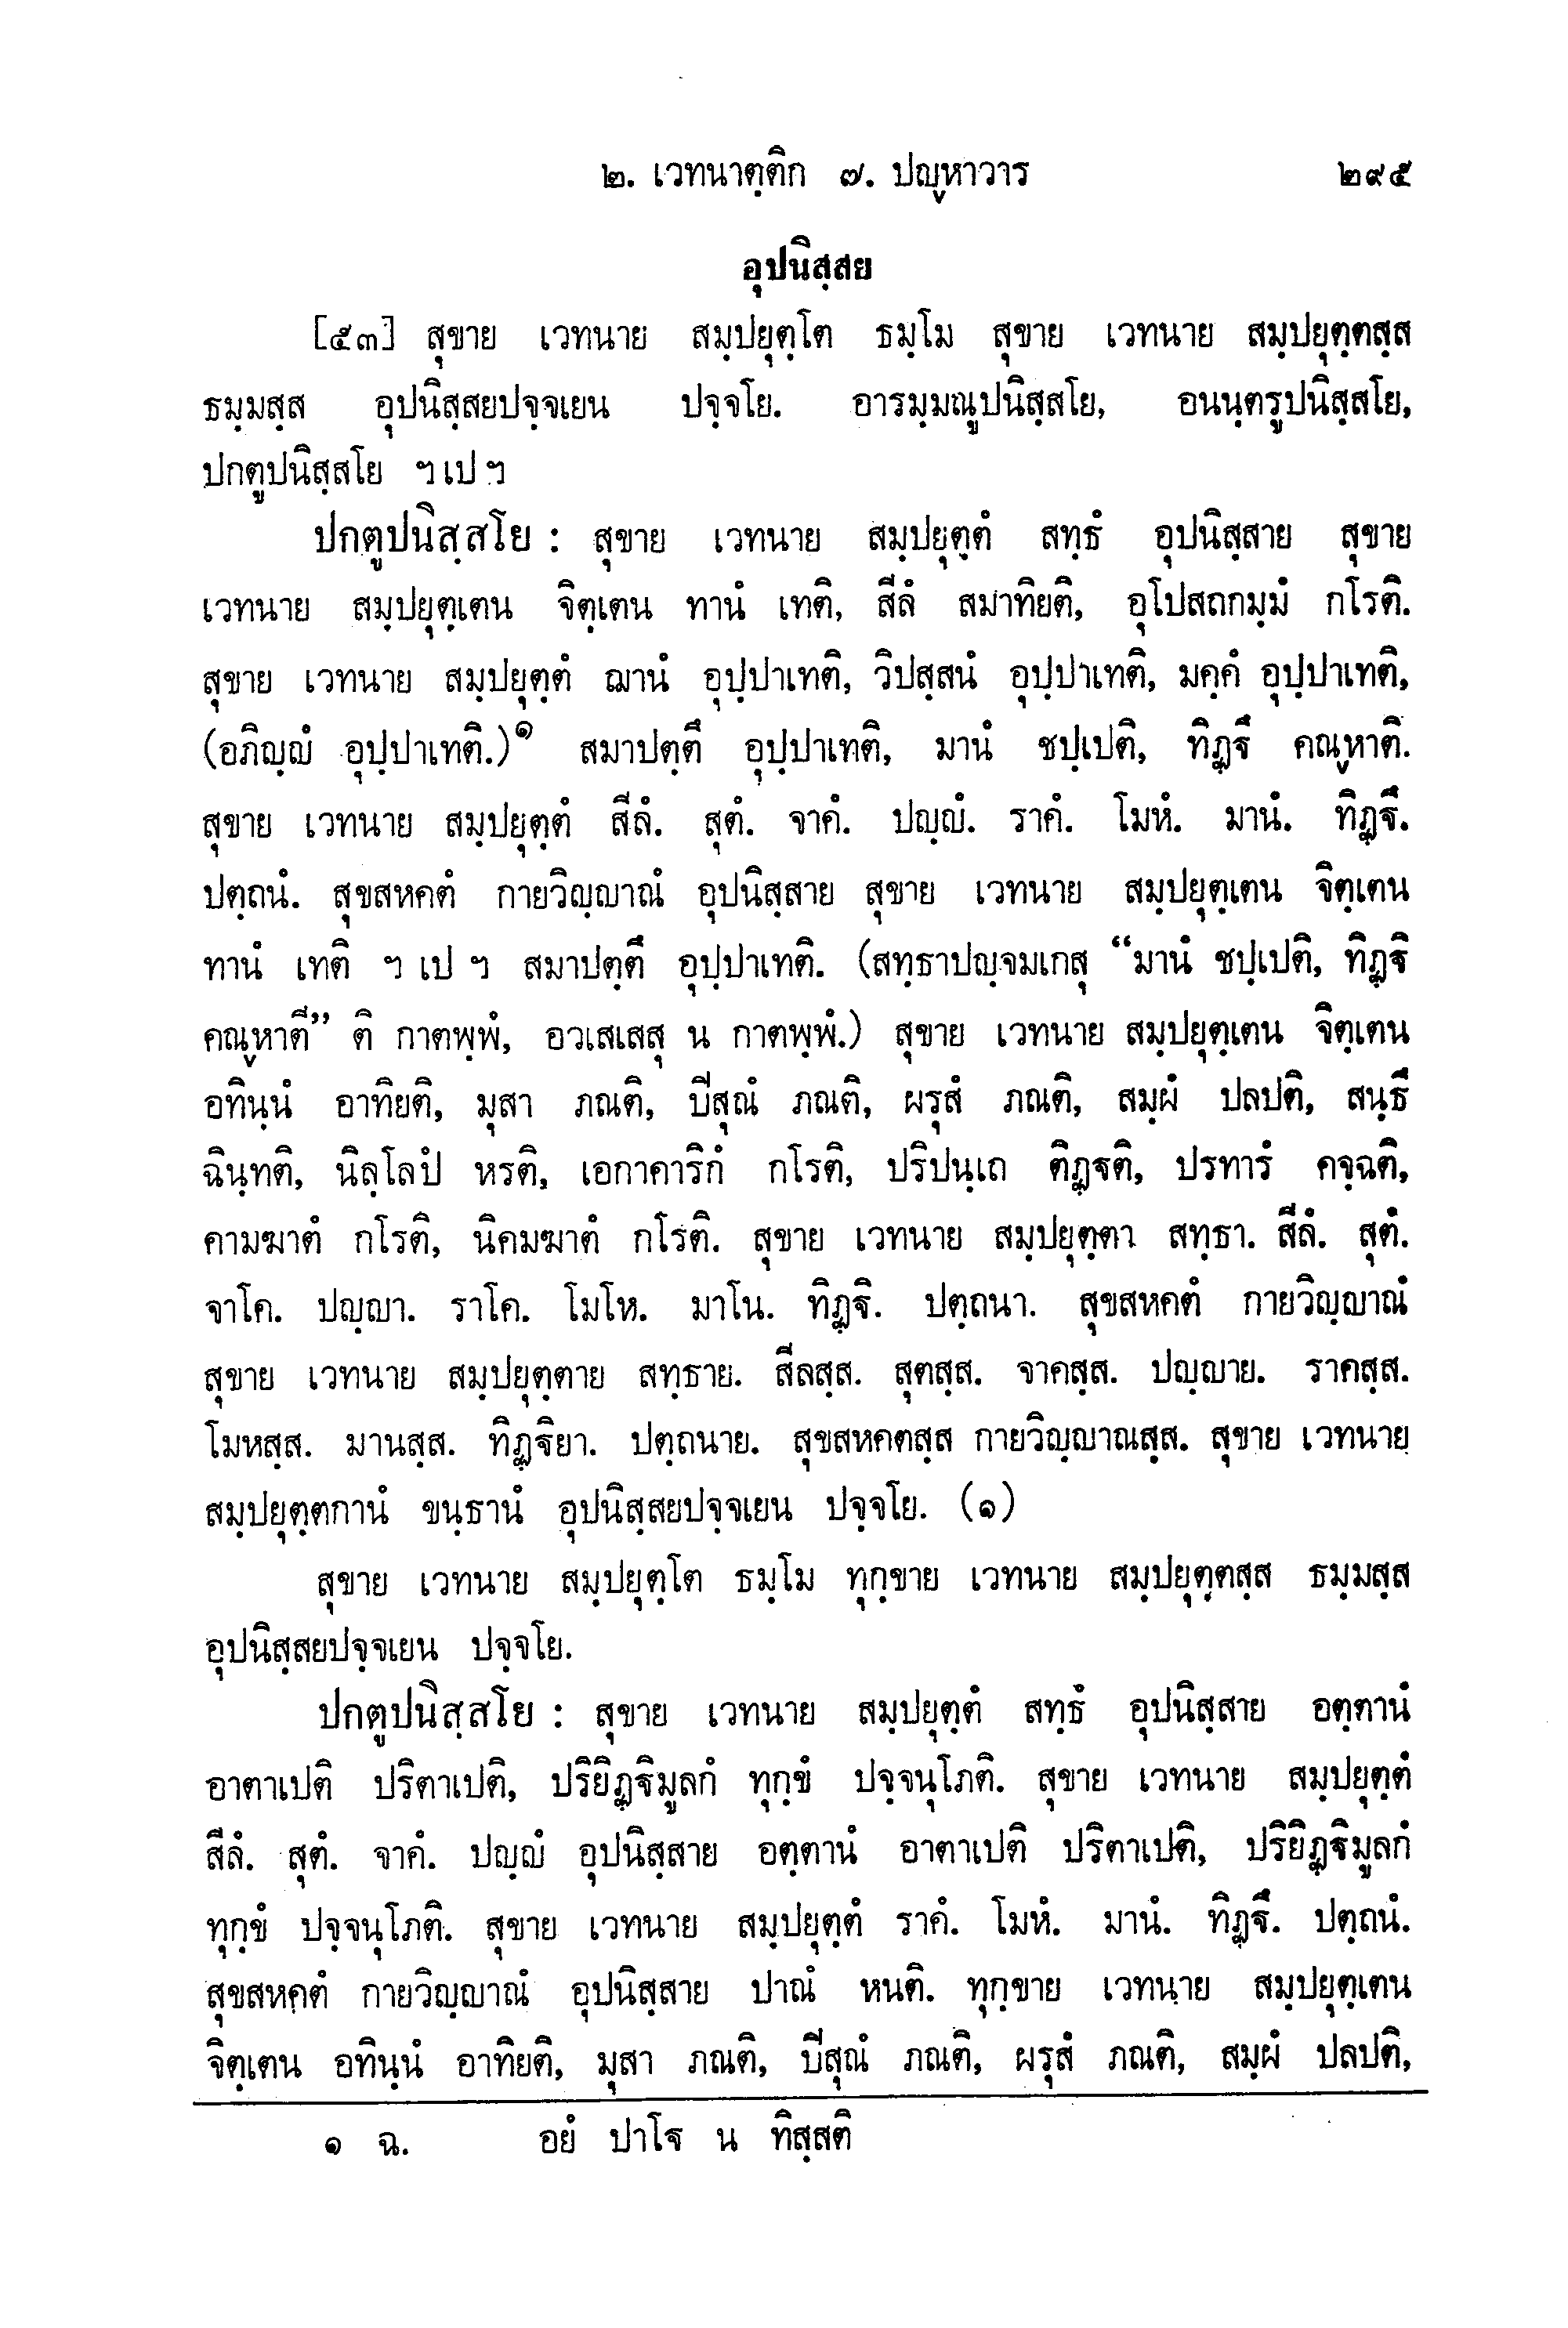 ๒. เวทนาตฺติก ๗. ปญฺหาวาร ๒๙๕
อุปนิสฺสย
[๕๓] สุขาย เวทนาย สมฺปยุตฺโต ธมฺโม สุขาย เวทนาย สมฺปยุตฺตสฺส
ธมฺมสฺส อุปนิสฺสยปจฺจเยน ปจฺจโย. อารมฺมณูปนิสฺสโย, อนนฺตรูปนิสฺสโย,
ปกตูปนิสฺสโย ฯ เป ฯ
ปกตูปนิสฺสโย : สุขาย เวทนาย สมฺปยุตฺตํ สทฺธํ อุปนิสฺสาย สุขาย
เวทนาย สมฺปยุตฺเตน จิตฺเตน ทานํ เทติ, สีลํ สมาทิยติ, อุโปสถกมฺมํ กโรติ.
สุขาย เวทนาย สมฺปยุตฺตํ ฌานํ อุปฺปาเทติ, วิปสฺสนํ อุปฺปาเทติ, มคฺคํ อุปฺปาเทติ,
(อภิญฺญํ อุปฺปาเทติ.)๑ สมาปตฺตึ อุปฺปาเทติ, มานํ ชปฺเปติ, ทิฏฺฐึ คณฺหาติ.
สุขาย เวทนาย สมฺปยุตฺตํ สีลํ. สุตํ. จาคํ. ปญฺญํ. ราคํ. โมหํ. มานํ. ทิฏฺฐึ.
ปตฺถนํ. สุขสหคตํ กายวิญฺญาณํ อุปนิสฺสาย สุขาย เวทนาย สมฺปยุตฺเตน จิตฺเตน
ทานํ เทติ ฯ เป ฯ สมาปตฺตึ อุปฺปาเทติ. (สทฺธาปญฺจมเกสุ “มานํ ชปฺเปติ, ทิฏฺฐึ
คณฺหาตี” ติ กาตพฺพํ, อวเสเสสุ น กาตพฺพํ.) สุขาย เวทนาย สมฺปยุตฺเตน จิตฺเตน
อทินฺนํ อาทิยติ, มุสา ภณติ, ปิสุณํ ภณติ, ผรุสํ ภณติ, สมฺผํ ปลปติ, สนฺธึ
ฉินฺทติ, นิลฺโลปํ หรติ, เอกาคาริกํ กโรติ, ปริปนฺเถ ติฏฺฐติ, ปรทารํ คจฺฉติ,
คามฆาตํ กโรติ, นิคมฆาตํ กโรติ. สุขาย เวทนาย สมฺปยุตฺตา สทฺธา. สีลํ. สุตํ.
จาโค. ปญฺญา. ราโค. โมโห. มาโน. ทิฏฺฐิ. ปตฺถนา. สุขสหคตํ กายวิญฺญาณํ
สุขาย เวทนาย สมฺปยุตฺตาย สทฺธาย. สีลสฺส. สุตสฺส. จาคสฺส. ปญฺญาย. ราคสฺส.
โมหสฺส. มานสฺส. ทิฏฺฐิยา. ปตฺถนาย. สุขสหคตสฺส กายวิญฺญาณสฺส. สุขาย เวทนาย
สมฺปยุตฺตกานํ ขนฺธานํ อุปนิสฺสยปจฺจเยน ปจฺจโย. (๑)
สุขาย เวทนาย สมฺปยุตฺโต ธมฺโม ทุกฺขาย เวทนาย สมฺปยุตฺตสฺส ธมฺมสฺส
อุปนิสฺสยปจฺจเยน ปจฺจโย.
ปกตูปนิสฺสโย : สุขาย เวทนาย สมฺปยุตฺตํ สทฺธํ อุปนิสฺสาย อตฺตานํ
อาตาเปติ ปริตาเปติ, ปริยิฏฺฐิมูลกํ ทุกฺขํ ปจฺจนุโภติ. สุขาย เวทนาย สมฺปยุตฺตํ
สีลํ. สุตํ. จาคํ. ปญฺญํ อุปนิสฺสาย อตฺตานํ อาตาเปติ ปริตาเปติ, ปริยิฏฺฐิมูลกํ
ทุกฺขํ ปจฺจนุโภติ. สุขาย เวทนาย สมฺปยุตฺตํ ราคํ. โมหํ. มานํ. ทิฏฺฐึ. ปตฺถนํ.
สุขสหคตํ กายวิญฺญาณํ อุปนิสฺสาย ปาณํ หนติ. ทุกฺขาย เวทนาย สมฺปยุตฺเตน
จิตฺเตน อทินฺนํ อาทิยติ, มุสา ภณติ, ปิสุณํ ภณติ, ผรุสํ ภณติ, สมฺผํ ปลปติ,
๑ ฉ. อยํ ปาโฐ น ทิสฺสติ